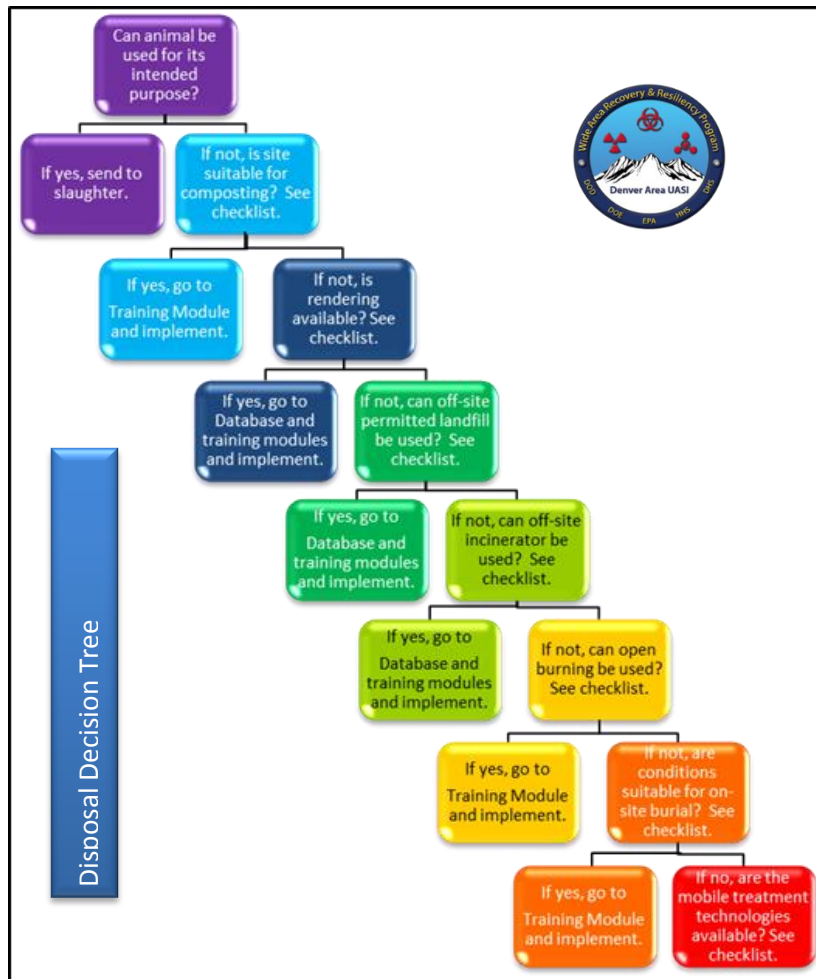 Can animal be
used for its
intended
purpose?
If yes, send to
slaughter.
If not, is site
suitable for
composting? See
checklist.
If yes, go to
Training Module
and implement.
If not, is
rendering
available? See
checklist.
If yes, go to
Database and
training modules
and implement.
If not, can off-site
permitted landfill
be used? See
checklist.
If yes, go to
Database and
training modules
and implement.
If not, can off-site
incinerator be
used? See
checklist.
If yes, go to
Database and
training modules
and implement.
If not, can open
burning be used?
See checklist.
If yes, go to
Training Module
and implement.
If not, are
conditions
suitable for on-
site burial? See
checklist.
If yes, go to
Training Module
and implement.
If no, are the
mobile treatment
technologies
available? See
checklist.
Disposal Decision Tree
Wide Area Recovery & Resiliency Program
Denver Area UASI
DOD DOE EPA HHS DHS